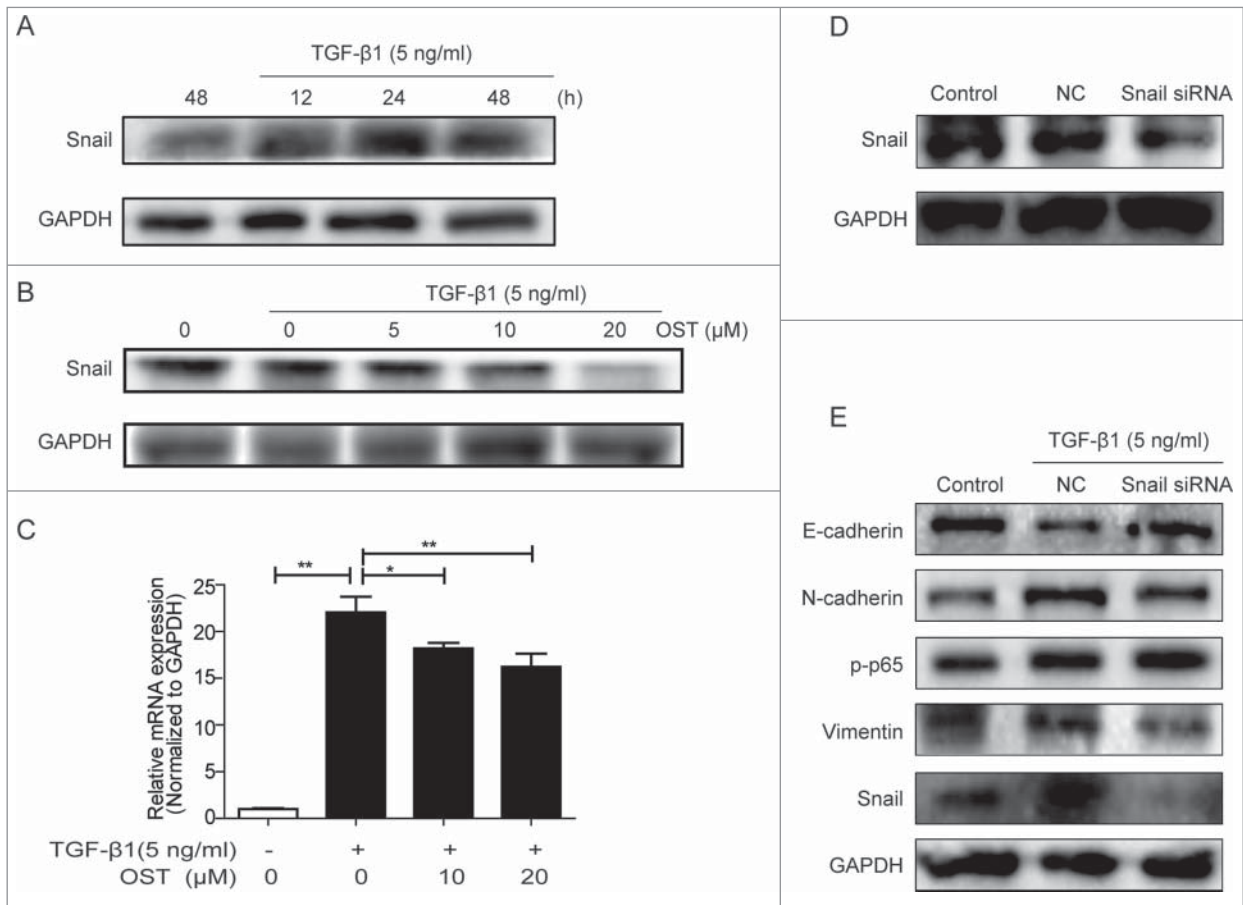 A
TGF-β1 (5 ng/ml)
48 12 24 48 (h)
Snail
GAPDH
B
TGF-β1 (5 ng/ml)
0 0 5 10 20 OST (μM)
Snail
GAPDH
C
Relative mRNA expression
(Normalized to GAPDH)
25
20
15
10
5
0
** * **
TGF-β1(5 ng/ml) - + + +
OST (μM) 0 0 10 20
D
Control NC Snail siRNA
Snail
GAPDH
E
TGF-β1 (5 ng/ml)
Control NC Snail siRNA
E-cadherin
N-cadherin
p-p65
Vimentin
Snail
GAPDH